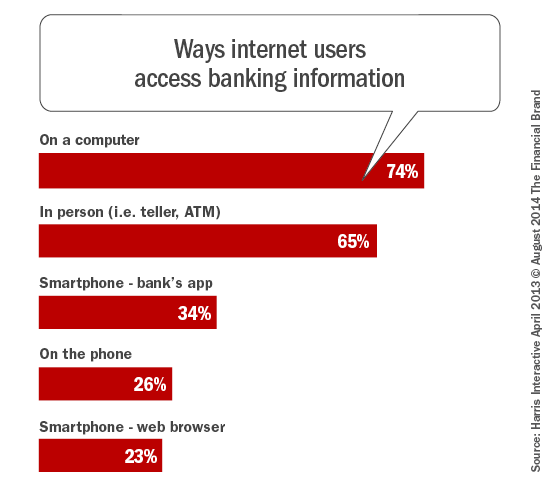 Ways internet users
access banking information
On a computer
74%
In person (i.e. teller, ATM)
65%
Smartphone - bank's app
34%
On the phone
26%
Smartphone - web browser
23%
Source: Harris Interactive April 2013 © August 2014 The Financial Brand